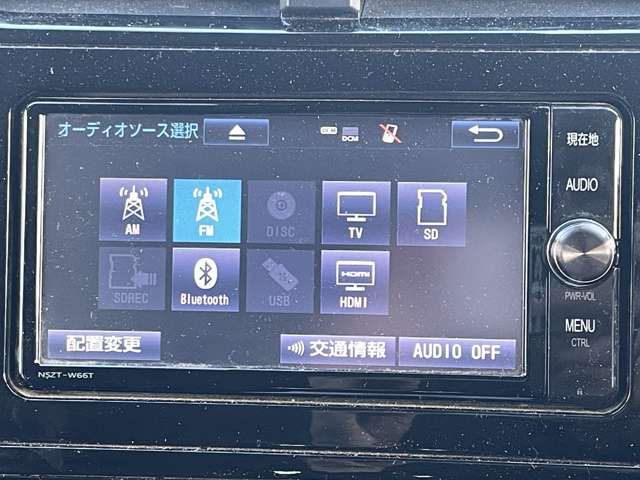 オーディオソース選択
DCM
現在地
AM
FM
DISC
TV
SD
AUDIO
SDREC
Bluetooth
USB
HDMI
HDMI
PWR·VOL
MENU
CTRL
配置変更
交通情報
AUDIO OFF
NSZT-W66T